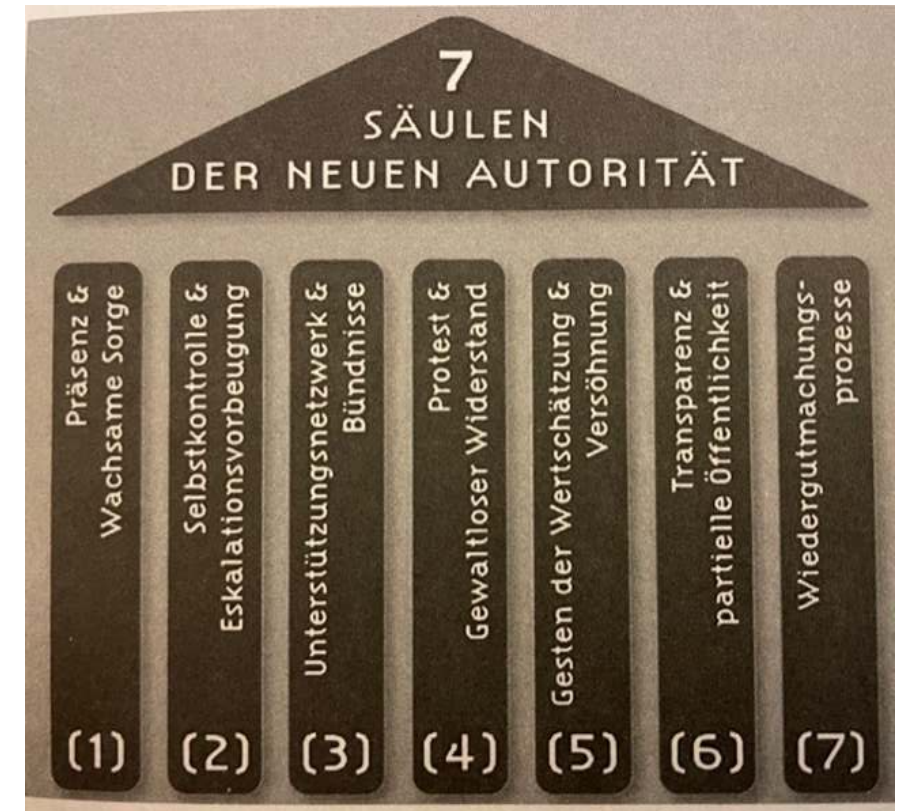 7
SÄULEN
DER NEUEN AUTORITÄT
Präsenz &
Wachsame Sorge
(1)
Selbstkontrolle &
Eskalationsvorbeugung
(2)
Unterstützungsnetzwerk &
Bündnisse
(3)
Protest &
Gewaltloser Widerstand
(4)
Gesten der Wertschätzung &
Versöhnung
(5)
Transparenz &
partielle Öffentlichkeit
(6)
Wiedergutmachungs-
prozesse
(7)